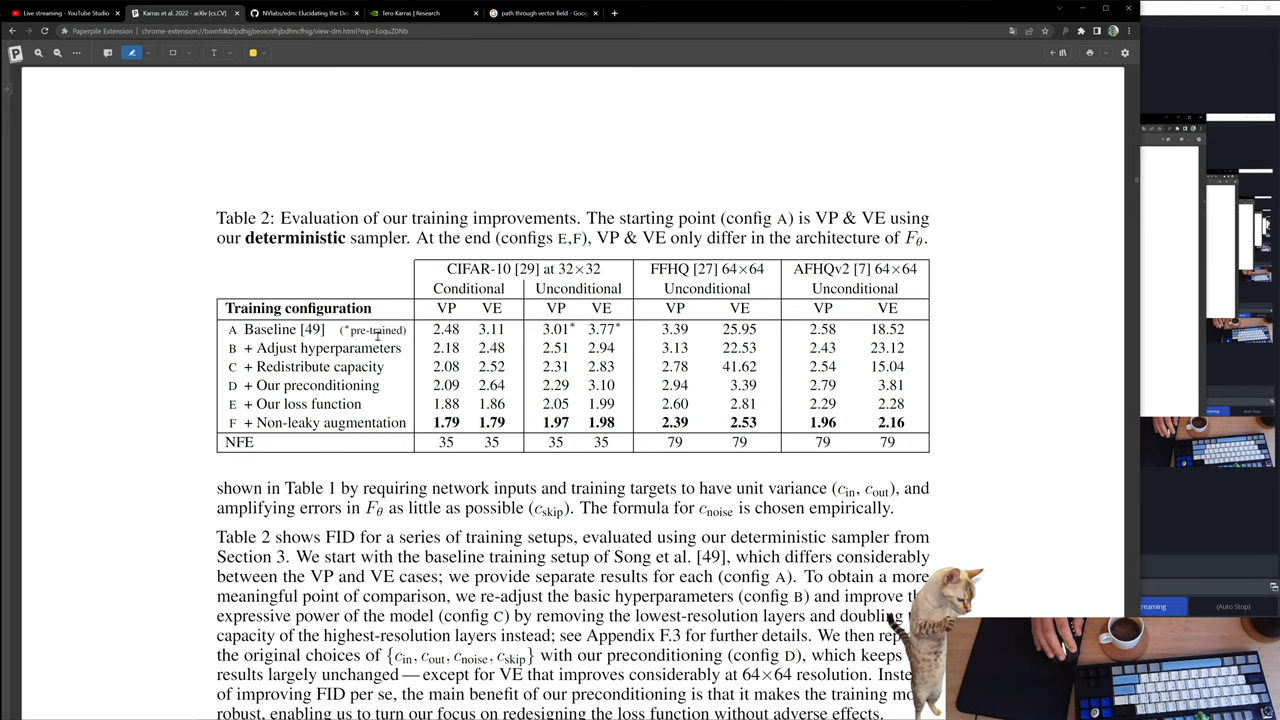 Live streaming - YouTube Studio
Karras et al. 2022 - arXiv [cs.CV]
NVlabs/edm: Elucidating the De
Tero Karras | Research
path through vector field - Goo
Paperpile Extension | chrome-extension://bomfdkbfpdhijjbeoicnfhjbdhncfhig/view-dm.html?mp=EoquZ0Nb
Table 2: Evaluation of our training improvements. The starting point (config A) is VP & VE using
our deterministic sampler. At the end (configs E,F), VP & VE only differ in the architecture of Fθ.
CIFAR-10 [29] at 32×32 FFHQ [27] 64×64 AFHQv2 [7] 64×64
Conditional Unconditional Unconditional Unconditional
Training configuration VP VE VP VE VP VE VP VE
A Baseline [49] (*pre-trained) 2.48 3.11 3.01* 3.77* 3.39 25.95 2.58 18.52
B + Adjust hyperparameters 2.18 2.48 2.51 2.94 3.13 22.53 2.43 23.12
C + Redistribute capacity 2.08 2.52 2.31 2.83 2.78 41.62 2.54 15.04
D + Our preconditioning 2.09 2.64 2.29 3.10 2.94 3.39 2.79 3.81
E + Our loss function 1.88 1.86 2.05 1.99 2.60 2.81 2.29 2.28
F + Non-leaky augmentation 1.79 1.79 1.97 1.98 2.39 2.53 1.96 2.16
NFE 35 35 35 35 79 79 79 79
shown in Table 1 by requiring network inputs and training targets to have unit variance (cin, cout), and
amplifying errors in Fθ as little as possible (cskip). The formula for cnoise is chosen empirically.
Table 2 shows FID for a series of training setups, evaluated using our deterministic sampler from
Section 3. We start with the baseline training setup of Song et al. [49], which differs considerably
between the VP and VE cases; we provide separate results for each (config A). To obtain a more
meaningful point of comparison, we re-adjust the basic hyperparameters (config B) and improve th
expressive power of the model (config C) by removing the lowest-resolution layers and doubling
capacity of the highest-resolution layers instead; see Appendix F.3 for further details. We then rep
the original choices of {cin, cout, cnoise, cskip} with our preconditioning (config D), which keeps
results largely unchanged — except for VE that improves considerably at 64×64 resolution. Inste
of improving FID per se, the main benefit of our preconditioning is that it makes the training mo
robust, enabling us to turn our focus on redesigning the loss function without adverse effects.
reaming
(Auto Stop)